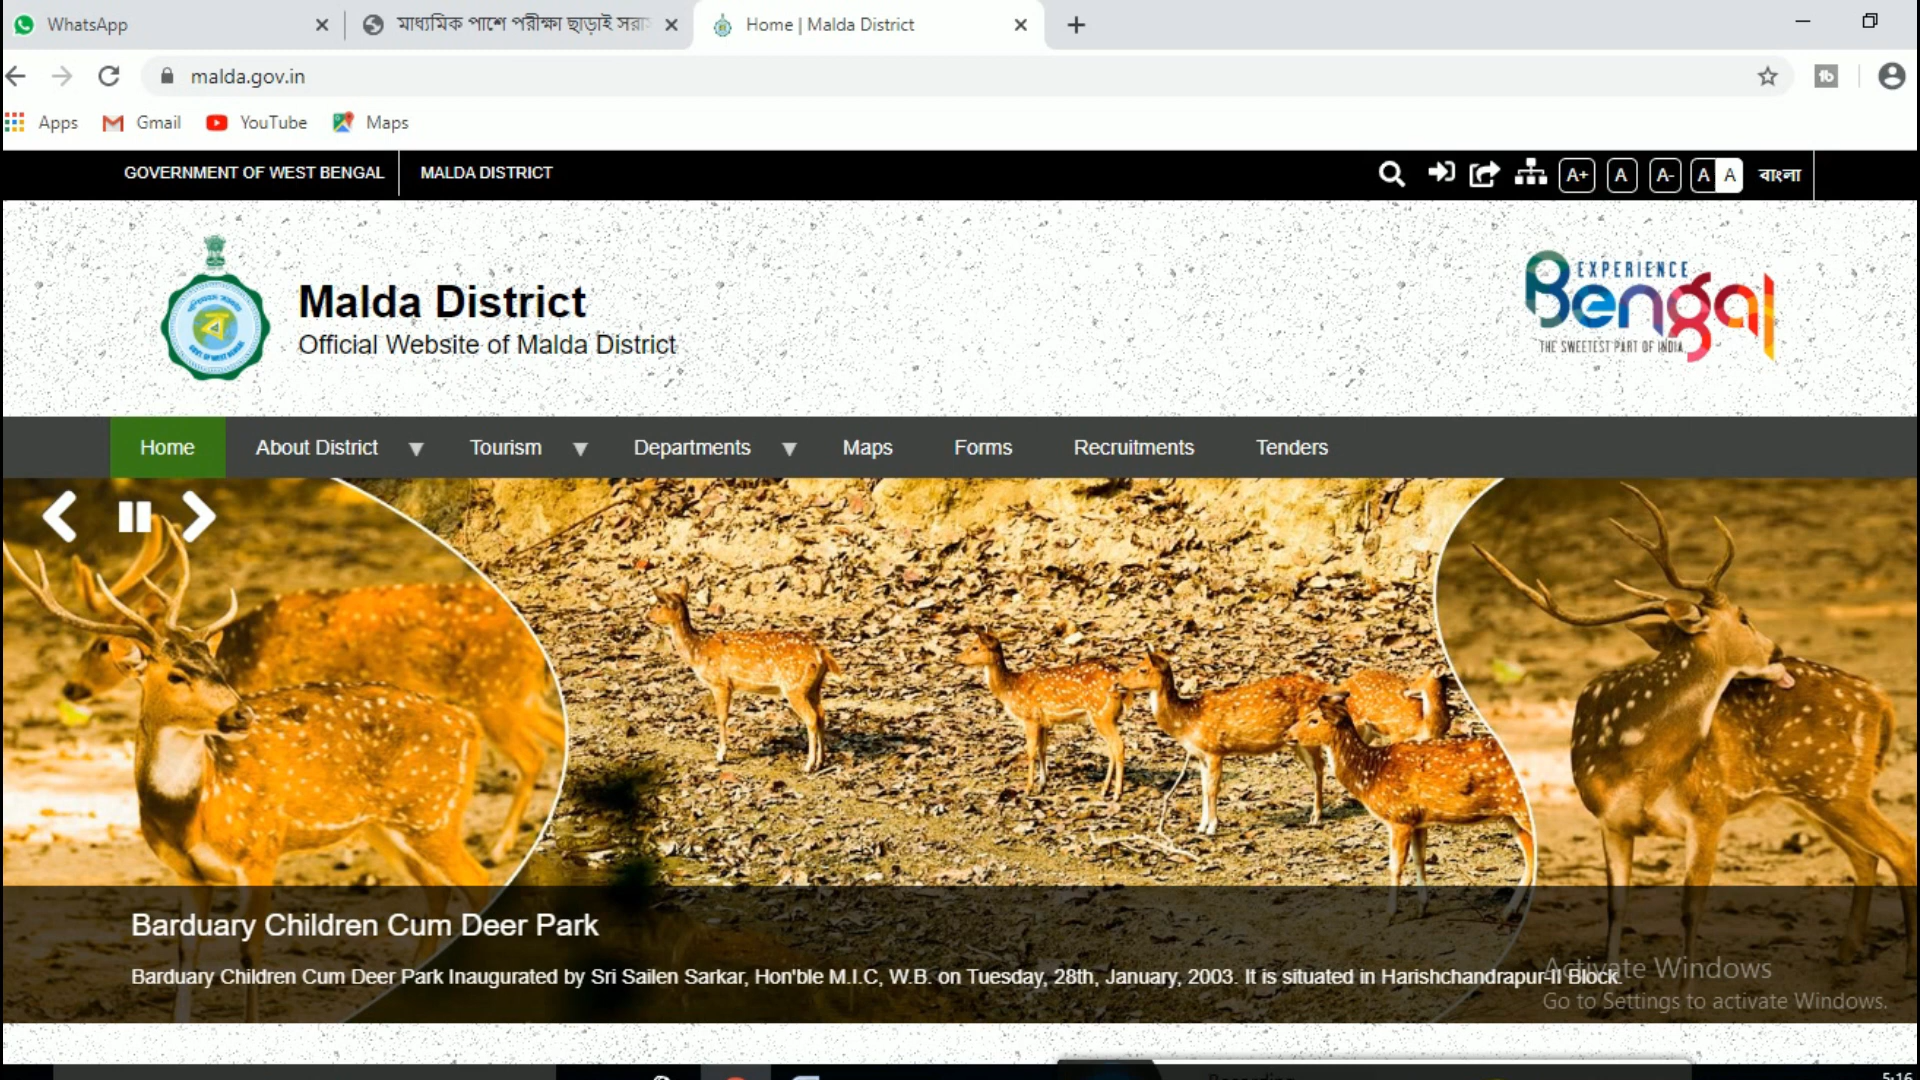 WhatsApp
মাধ্যমিক পাশে পরীক্ষা ছাড়াই সরা
Home | Malda District
malda.gov.in
Apps Gmail YouTube Maps
GOVERNMENT OF WEST BENGAL MALDA DISTRICT A+ A A- A A বাংলা
Malda District
Official Website of Malda District
EXPERIENCE
Bengal
THE SWEETEST PART OF INDIA
Home About District Tourism Departments Maps Forms Recruitments Tenders
Barduary Children Cum Deer Park
Barduary Children Cum Deer Park Inaugurated by Sri Sailen Sarkar, Hon'ble M.I.C, W.B. on Tuesday, 28th, January, 2003. It is situated in Harishchandrapur-II Block.
Activate Windows
Go to Settings to activate Windows.
5:16